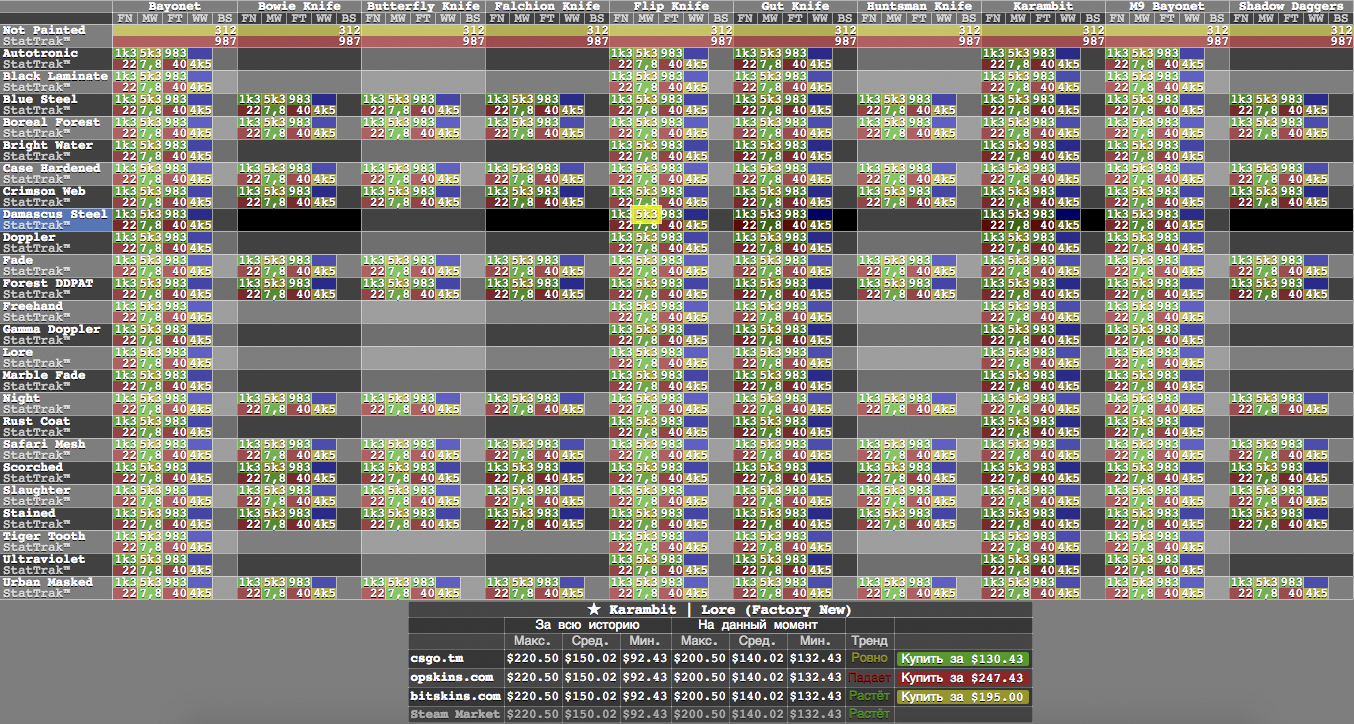 Bayonet Bowie Knife Butterfly Knife Falchion Knife Flip Knife Gut Knife Huntsman Knife Karambit M9 Bayonet Shadow Daggers
FN MW FT WW BS FN MW FT WW BS FN MW FT WW BS FN MW FT WW BS FN MW FT WW BS FN MW FT WW BS FN MW FT WW BS FN MW FT WW BS FN MW FT WW BS FN MW FT WW BS
Not Painted 312 312 312 312 312 312 312 312 312 312
StatTrak™ 987 987 987 987 987 987 987 987 987 987
Autotronic 1k3 5k3 983 1k3 5k3 983 1k3 5k3 983 1k3 5k3 983 1k3 5k3 983
StatTrak™ 22 7,8 40 4k5 22 7,8 40 4k5 22 7,8 40 4k5 22 7,8 40 4k5 22 7,8 40 4k5
Black Laminate 1k3 5k3 983 1k3 5k3 983 1k3 5k3 983 1k3 5k3 983 1k3 5k3 983
StatTrak™ 22 7,8 40 4k5 22 7,8 40 4k5 22 7,8 40 4k5 22 7,8 40 4k5 22 7,8 40 4k5
Blue Steel 1k3 5k3 983 1k3 5k3 983 1k3 5k3 983 1k3 5k3 983 1k3 5k3 983 1k3 5k3 983 1k3 5k3 983 1k3 5k3 983 1k3 5k3 983 1k3 5k3 983
StatTrak™ 22 7,8 40 4k5 22 7,8 40 4k5 22 7,8 40 4k5 22 7,8 40 4k5 22 7,8 40 4k5 22 7,8 40 4k5 22 7,8 40 4k5 22 7,8 40 4k5 22 7,8 40 4k5 22 7,8 40 4k5
Boreal Forest 1k3 5k3 983 1k3 5k3 983 1k3 5k3 983 1k3 5k3 983 1k3 5k3 983 1k3 5k3 983 1k3 5k3 983 1k3 5k3 983 1k3 5k3 983 1k3 5k3 983
StatTrak™ 22 7,8 40 4k5 22 7,8 40 4k5 22 7,8 40 4k5 22 7,8 40 4k5 22 7,8 40 4k5 22 7,8 40 4k5 22 7,8 40 4k5 22 7,8 40 4k5 22 7,8 40 4k5 22 7,8 40 4k5
Bright Water 1k3 5k3 983 1k3 5k3 983 1k3 5k3 983 1k3 5k3 983 1k3 5k3 983
StatTrak™ 22 7,8 40 4k5 22 7,8 40 4k5 22 7,8 40 4k5 22 7,8 40 4k5 22 7,8 40 4k5
Case Hardened 1k3 5k3 983 1k3 5k3 983 1k3 5k3 983 1k3 5k3 983 1k3 5k3 983 1k3 5k3 983 1k3 5k3 983 1k3 5k3 983 1k3 5k3 983 1k3 5k3 983
StatTrak™ 22 7,8 40 4k5 22 7,8 40 4k5 22 7,8 40 4k5 22 7,8 40 4k5 22 7,8 40 4k5 22 7,8 40 4k5 22 7,8 40 4k5 22 7,8 40 4k5 22 7,8 40 4k5 22 7,8 40 4k5
Crimson Web 1k3 5k3 983 1k3 5k3 983 1k3 5k3 983 1k3 5k3 983 1k3 5k3 983 1k3 5k3 983 1k3 5k3 983 1k3 5k3 983 1k3 5k3 983 1k3 5k3 983
StatTrak™ 22 7,8 40 4k5 22 7,8 40 4k5 22 7,8 40 4k5 22 7,8 40 4k5 22 7,8 40 4k5 22 7,8 40 4k5 22 7,8 40 4k5 22 7,8 40 4k5 22 7,8 40 4k5 22 7,8 40 4k5
Damascus Steel 1k3 5k3 983 1k3 5k3 983 1k3 5k3 983 1k3 5k3 983 1k3 5k3 983
StatTrak™ 22 7,8 40 4k5 22 7,8 40 4k5 22 7,8 40 4k5 22 7,8 40 4k5 22 7,8 40 4k5
Doppler 1k3 5k3 983 1k3 5k3 983 1k3 5k3 983 1k3 5k3 983 1k3 5k3 983
StatTrak™ 22 7,8 40 4k5 22 7,8 40 4k5 22 7,8 40 4k5 22 7,8 40 4k5 22 7,8 40 4k5
Fade 1k3 5k3 983 1k3 5k3 983 1k3 5k3 983 1k3 5k3 983 1k3 5k3 983 1k3 5k3 983 1k3 5k3 983 1k3 5k3 983 1k3 5k3 983 1k3 5k3 983
StatTrak™ 22 7,8 40 4k5 22 7,8 40 4k5 22 7,8 40 4k5 22 7,8 40 4k5 22 7,8 40 4k5 22 7,8 40 4k5 22 7,8 40 4k5 22 7,8 40 4k5 22 7,8 40 4k5 22 7,8 40 4k5
Forest DDPAT 1k3 5k3 983 1k3 5k3 983 1k3 5k3 983 1k3 5k3 983 1k3 5k3 983 1k3 5k3 983 1k3 5k3 983 1k3 5k3 983 1k3 5k3 983 1k3 5k3 983
StatTrak™ 22 7,8 40 4k5 22 7,8 40 4k5 22 7,8 40 4k5 22 7,8 40 4k5 22 7,8 40 4k5 22 7,8 40 4k5 22 7,8 40 4k5 22 7,8 40 4k5 22 7,8 40 4k5 22 7,8 40 4k5
Freehand 1k3 5k3 983 1k3 5k3 983 1k3 5k3 983 1k3 5k3 983 1k3 5k3 983
StatTrak™ 22 7,8 40 4k5 22 7,8 40 4k5 22 7,8 40 4k5 22 7,8 40 4k5 22 7,8 40 4k5
Gamma Doppler 1k3 5k3 983 1k3 5k3 983 1k3 5k3 983 1k3 5k3 983 1k3 5k3 983
StatTrak™ 22 7,8 40 4k5 22 7,8 40 4k5 22 7,8 40 4k5 22 7,8 40 4k5 22 7,8 40 4k5
Lore 1k3 5k3 983 1k3 5k3 983 1k3 5k3 983 1k3 5k3 983 1k3 5k3 983
StatTrak™ 22 7,8 40 4k5 22 7,8 40 4k5 22 7,8 40 4k5 22 7,8 40 4k5 22 7,8 40 4k5
Marble Fade 1k3 5k3 983 1k3 5k3 983 1k3 5k3 983 1k3 5k3 983 1k3 5k3 983
StatTrak™ 22 7,8 40 4k5 22 7,8 40 4k5 22 7,8 40 4k5 22 7,8 40 4k5 22 7,8 40 4k5
Night 1k3 5k3 983 1k3 5k3 983 1k3 5k3 983 1k3 5k3 983 1k3 5k3 983 1k3 5k3 983 1k3 5k3 983 1k3 5k3 983 1k3 5k3 983 1k3 5k3 983
StatTrak™ 22 7,8 40 4k5 22 7,8 40 4k5 22 7,8 40 4k5 22 7,8 40 4k5 22 7,8 40 4k5 22 7,8 40 4k5 22 7,8 40 4k5 22 7,8 40 4k5 22 7,8 40 4k5 22 7,8 40 4k5
Rust Coat 1k3 5k3 983 1k3 5k3 983 1k3 5k3 983 1k3 5k3 983 1k3 5k3 983
StatTrak™ 22 7,8 40 4k5 22 7,8 40 4k5 22 7,8 40 4k5 22 7,8 40 4k5 22 7,8 40 4k5
Safari Mesh 1k3 5k3 983 1k3 5k3 983 1k3 5k3 983 1k3 5k3 983 1k3 5k3 983 1k3 5k3 983 1k3 5k3 983 1k3 5k3 983 1k3 5k3 983 1k3 5k3 983
StatTrak™ 22 7,8 40 4k5 22 7,8 40 4k5 22 7,8 40 4k5 22 7,8 40 4k5 22 7,8 40 4k5 22 7,8 40 4k5 22 7,8 40 4k5 22 7,8 40 4k5 22 7,8 40 4k5 22 7,8 40 4k5
Scorched 1k3 5k3 983 1k3 5k3 983 1k3 5k3 983 1k3 5k3 983 1k3 5k3 983 1k3 5k3 983 1k3 5k3 983 1k3 5k3 983 1k3 5k3 983 1k3 5k3 983
StatTrak™ 22 7,8 40 4k5 22 7,8 40 4k5 22 7,8 40 4k5 22 7,8 40 4k5 22 7,8 40 4k5 22 7,8 40 4k5 22 7,8 40 4k5 22 7,8 40 4k5 22 7,8 40 4k5 22 7,8 40 4k5
Slaughter 1k3 5k3 983 1k3 5k3 983 1k3 5k3 983 1k3 5k3 983 1k3 5k3 983 1k3 5k3 983 1k3 5k3 983 1k3 5k3 983 1k3 5k3 983 1k3 5k3 983
StatTrak™ 22 7,8 40 4k5 22 7,8 40 4k5 22 7,8 40 4k5 22 7,8 40 4k5 22 7,8 40 4k5 22 7,8 40 4k5 22 7,8 40 4k5 22 7,8 40 4k5 22 7,8 40 4k5 22 7,8 40 4k5
Stained 1k3 5k3 983 1k3 5k3 983 1k3 5k3 983 1k3 5k3 983 1k3 5k3 983 1k3 5k3 983 1k3 5k3 983 1k3 5k3 983 1k3 5k3 983 1k3 5k3 983
StatTrak™ 22 7,8 40 4k5 22 7,8 40 4k5 22 7,8 40 4k5 22 7,8 40 4k5 22 7,8 40 4k5 22 7,8 40 4k5 22 7,8 40 4k5 22 7,8 40 4k5 22 7,8 40 4k5 22 7,8 40 4k5
Tiger Tooth 1k3 5k3 983 1k3 5k3 983 1k3 5k3 983 1k3 5k3 983 1k3 5k3 983
StatTrak™ 22 7,8 40 4k5 22 7,8 40 4k5 22 7,8 40 4k5 22 7,8 40 4k5 22 7,8 40 4k5
Ultraviolet 1k3 5k3 983 1k3 5k3 983 1k3 5k3 983 1k3 5k3 983 1k3 5k3 983
StatTrak™ 22 7,8 40 4k5 22 7,8 40 4k5 22 7,8 40 4k5 22 7,8 40 4k5 22 7,8 40 4k5
Urban Masked 1k3 5k3 983 1k3 5k3 983 1k3 5k3 983 1k3 5k3 983 1k3 5k3 983 1k3 5k3 983 1k3 5k3 983 1k3 5k3 983 1k3 5k3 983 1k3 5k3 983
StatTrak™ 22 7,8 40 4k5 22 7,8 40 4k5 22 7,8 40 4k5 22 7,8 40 4k5 22 7,8 40 4k5 22 7,8 40 4k5 22 7,8 40 4k5 22 7,8 40 4k5 22 7,8 40 4k5 22 7,8 40 4k5
★ Karambit | Lore (Factory New)
За всю историю На данный момент
Макс. Сред. Мин. Макс. Сред. Мин. Тренд
csgo.tm $220.50 $150.02 $92.43 $200.50 $140.02 $132.43 Ровно Купить за $130.43
opskins.com $220.50 $150.02 $92.43 $200.50 $140.02 $132.43 Падает Купить за $247.43
bitskins.com $220.50 $150.02 $92.43 $200.50 $140.02 $132.43 Растёт Купить за $195.00
Steam Market $220.50 $150.02 $92.43 $200.50 $140.02 $132.43 Растёт